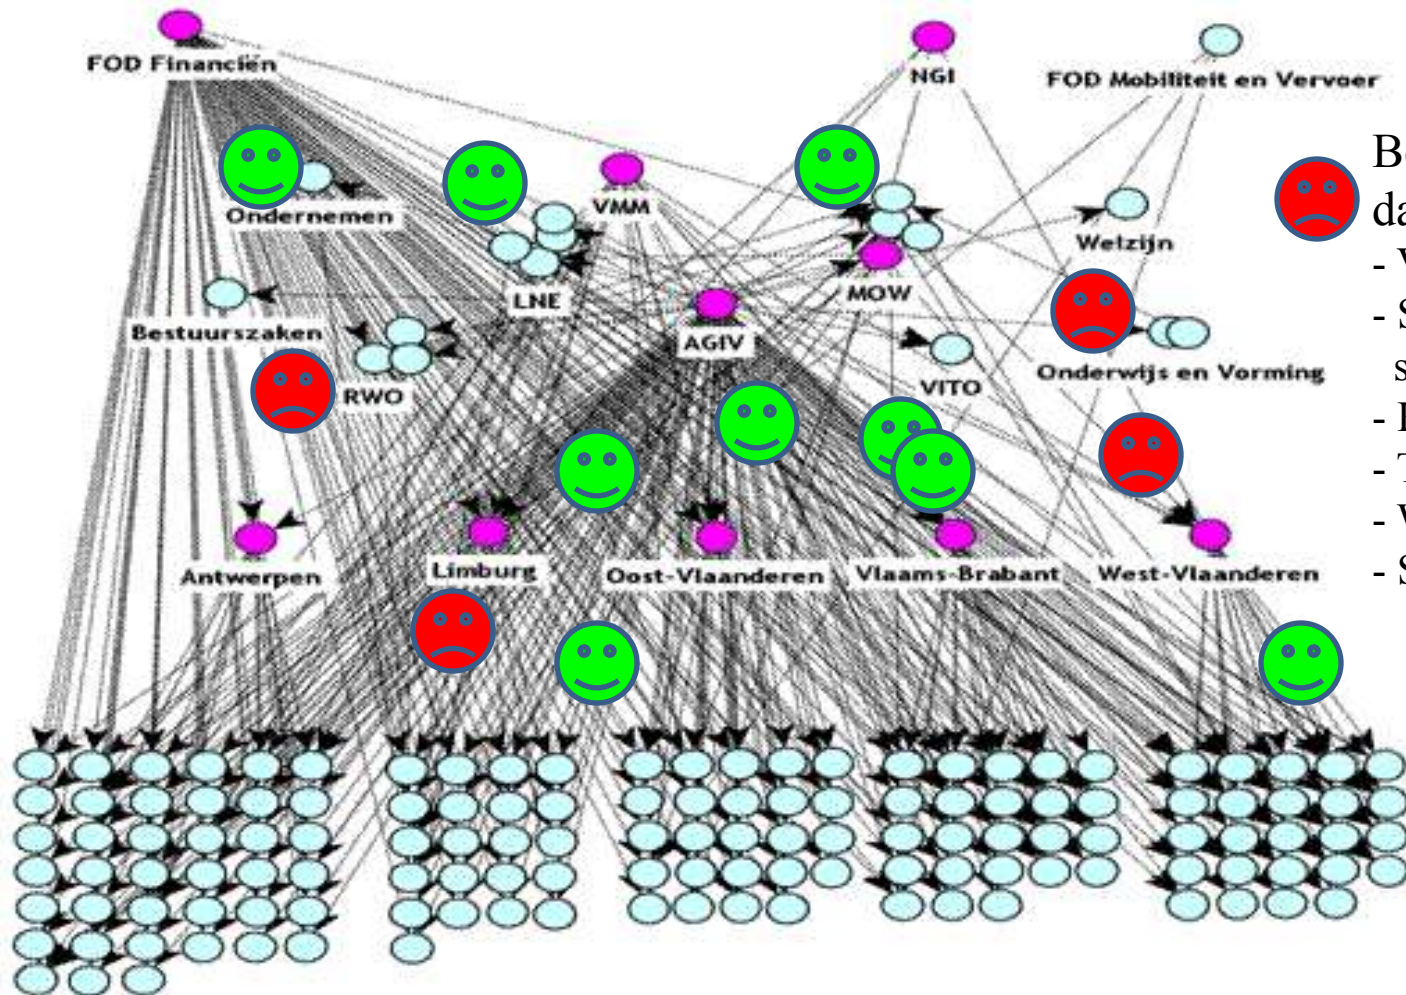 FOD Financiën
NGI
FOD Mobiliteit en Vervoer
Ondernemen
VMM
Welzijn
LNE
MOW
Bestuurszaken
AGIV
RWO
VITO
Onderwijs en Vorming
Antwerpen
Limburg
Oost-Vlaanderen
Vlaams-Brabant
West-Vlaanderen